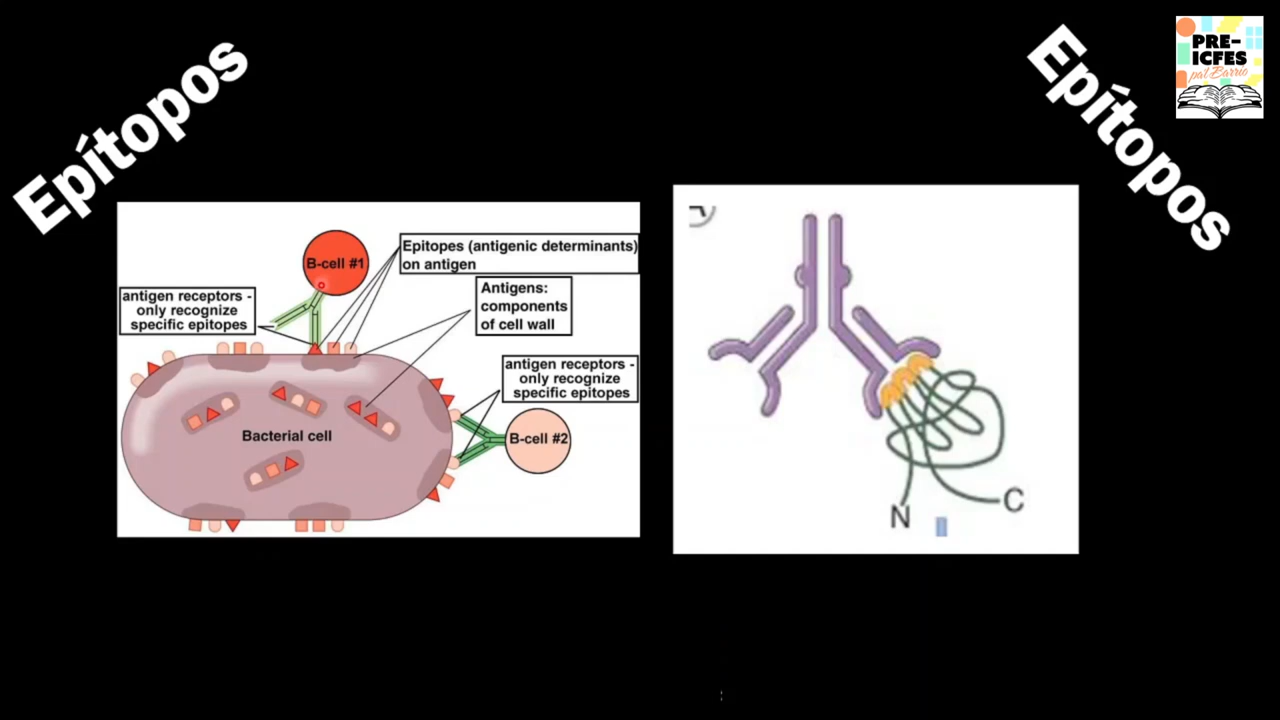 Epítopos
Epítopos
PRE-
ICFES
pal Barrio
B-cell #1
Epitopes (antigenic determinants)
on antigen
antigen receptors -
only recognize
specific epitopes
Antigens:
components
of cell wall
antigen receptors -
only recognize
specific epitopes
Bacterial cell
B-cell #2
N
C